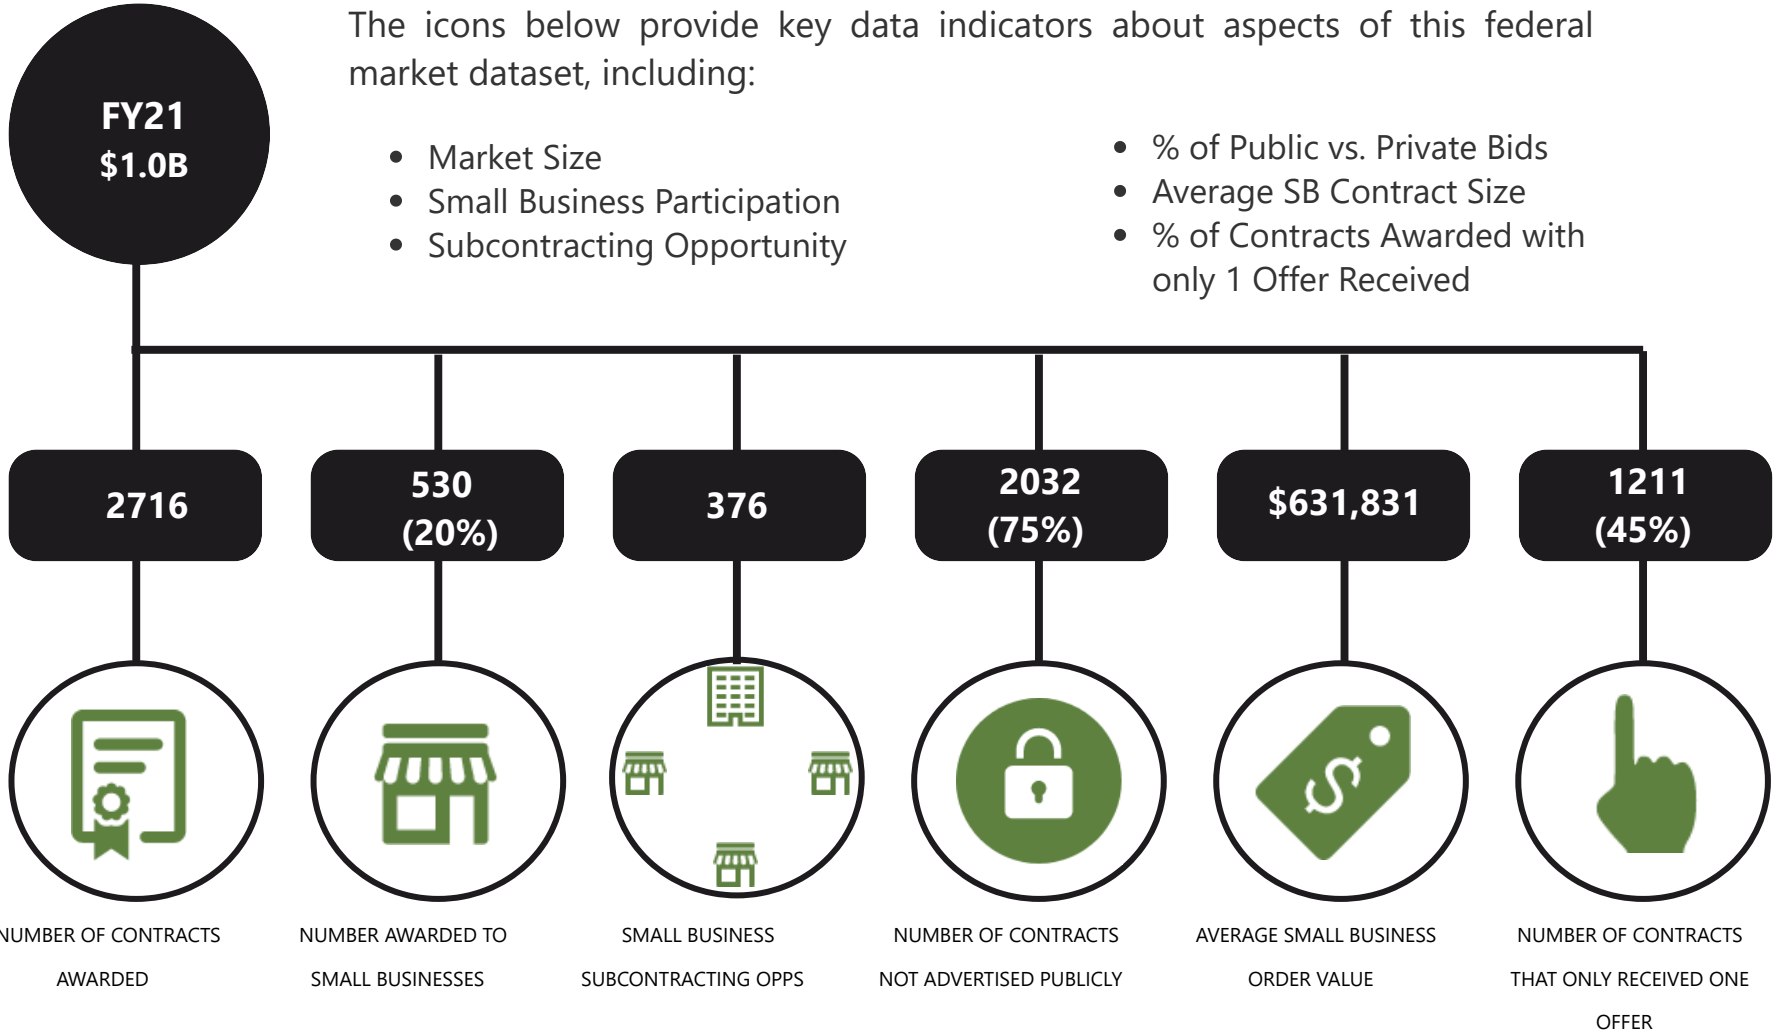 The icons below provide key data indicators about aspects of this federal
market dataset, including:
FY21
$1.0B
• Market Size
• Small Business Participation
• Subcontracting Opportunity
• % of Public vs. Private Bids
• Average SB Contract Size
• % of Contracts Awarded with
only 1 Offer Received
2716
530
(20%)
376
2032
(75%)
$631,831
1211
(45%)
NUMBER OF CONTRACTS
AWARDED
NUMBER AWARDED TO
SMALL BUSINESSES
SMALL BUSINESS
SUBCONTRACTING OPPS
NUMBER OF CONTRACTS
NOT ADVERTISED PUBLICLY
AVERAGE SMALL BUSINESS
ORDER VALUE
NUMBER OF CONTRACTS
THAT ONLY RECEIVED ONE
OFFER